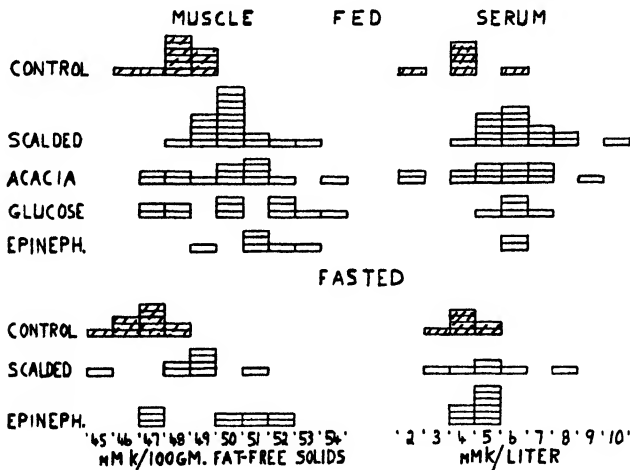 MUSCLE FED SERUM
CONTROL
SCALDED
ACACIA
GLUCOSE
EPINEPH.
FASTED
CONTROL
SCALDED
EPINEPH.
'45'46'47'48'49'50'51'52'53'54' '2'3'4'5'6'7'8'9'10'
MMK/100GM. FAT-FREE SOLIDS MMK/LITER